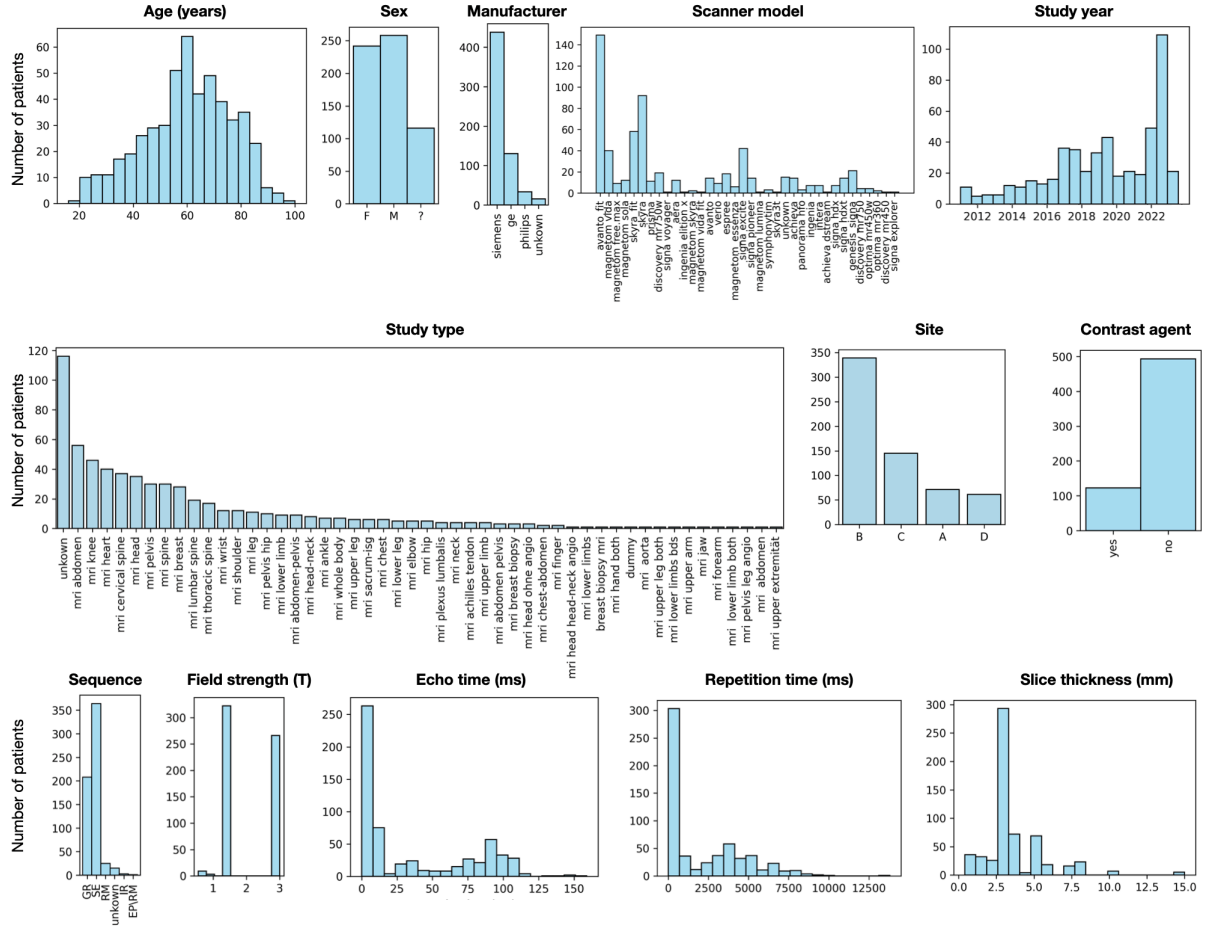 Age (years)
Sex
Manufacturer
Scanner model
Study year
Number of patients
0
10
20
30
40
50
60
20
40
60
80
100
0
50
100
150
200
250
F
M
?
0
100
200
300
400
siemens
ge
philips
unknown
0
20
40
60
80
100
120
140
avanto_fit
magnetom vida
magnetom free.max
magnetom sola
skyra_fit
skyra
prisma
discovery mr750w
signa voyager
aera
ingenia elition x
magnetom skyra
magnetom vida fit
avanto
verio
espree
magnetom essenza
signa excite
signa pioneer
magnetom lumina
symphonytim
skyra3t
unknown
achieva
panorama hfo
ingenia
intera
achieva dstream
signa hdx
signa hdxt
genesis_signa
discovery mr750
optima mr450w
optima mr360
discovery mr450
signa explorer
0
20
40
60
80
100
2012
2014
2016
2018
2020
2022
Study type
Site
Contrast agent
Number of patients
0
20
40
60
80
100
120
unkown
mri abdomen
mri knee
mri heart
mri cervical spine
mri head
mri pelvis
mri spine
mri breast
mri lumbar spine
mri thoracic spine
mri wrist
mri shoulder
mri leg
mri pelvis hip
mri lower limb
mri abdomen-pelvis
mri head-neck
mri ankle
mri whole body
mri upper leg
mri sacrum-isg
mri chest
mri lower leg
mri elbow
mri hip
mri plexus lumbalis
mri neck
mri achilles tendon
mri upper limb
mri abdomen pelvis
mri breast biopsy
mri head ohne angio
mri chest-abdomen
mri finger
mri head head-neck angio
mri lower limbs
breast biopsy mri
mri hand both
dummy
mri aorta
mri upper leg both
mri lower limbs bds
mri upper arm
mri jaw
mri forearm
mri lower limb both
mri pelvis leg angio
mri abdomen
mri upper extremität
0
50
100
150
200
250
300
350
B
C
A
D
0
100
200
300
400
500
yes
no
Sequence
Field strength (T)
Echo time (ms)
Repetition time (ms)
Slice thickness (mm)
Number of patients
0
50
100
150
200
250
300
350
GR
SE
RM
unkown
IR
EP\RM
0
50
100
150
200
250
300
1
2
3
0
50
100
150
200
250
0
25
50
75
100
125
150
0
50
100
150
200
250
300
0
2500
5000
7500
10000
12500
0
50
100
150
200
250
300
0.0
2.5
5.0
7.5
10.0
12.5
15.0